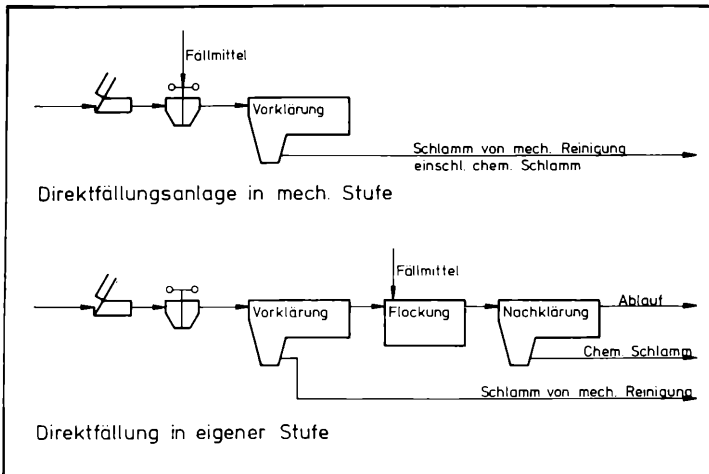 Fällmittel
Vorklärung
Schlamm von mech. Reinigung
einschl. chem. Schlamm
Direktfällungsanlage in mech. Stufe
Fällmittel
Vorklärung
Flockung
Nachklärung
Ablauf
Chem. Schlamm
Schlamm von mech. Reinigung
Direktfällung in eigener Stufe